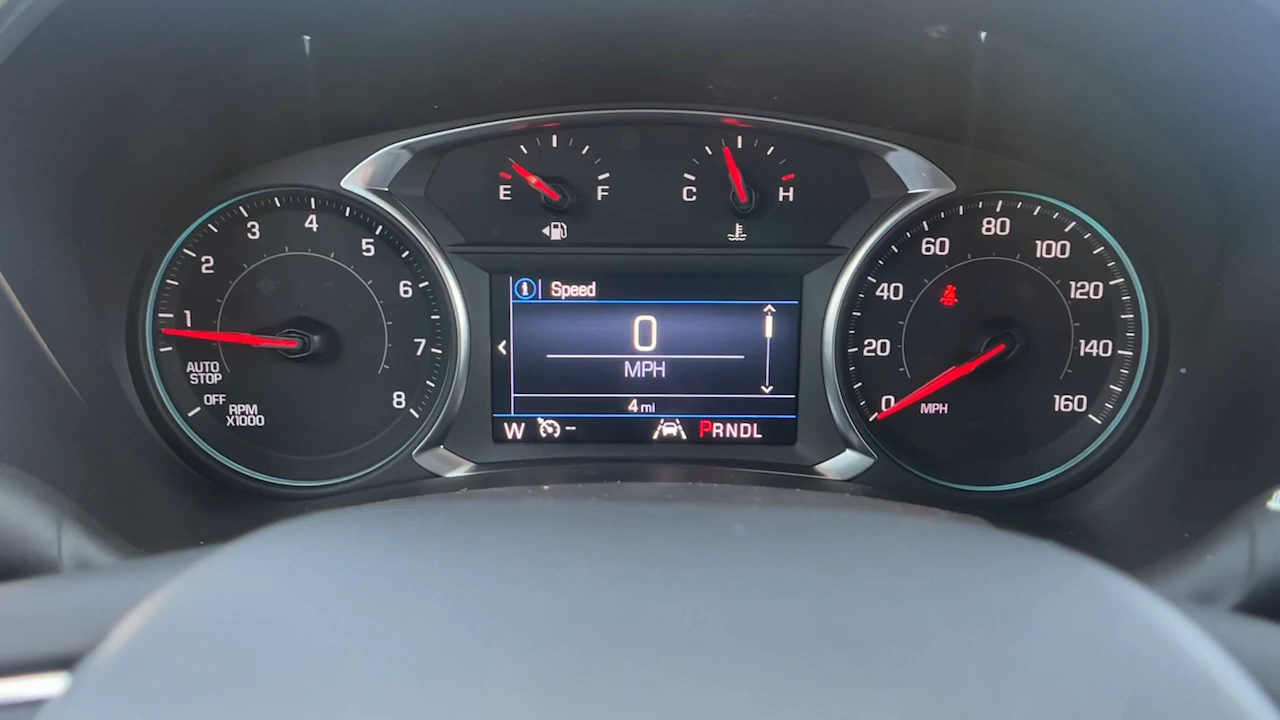 E F
C H
1 2 3 4 5 6 7 8
AUTO
STOP
OFF
RPM
X1000
i Speed
0
MPH
4 mi
W -- PRNDL
0 20 40 60 80 100 120 140 160
MPH